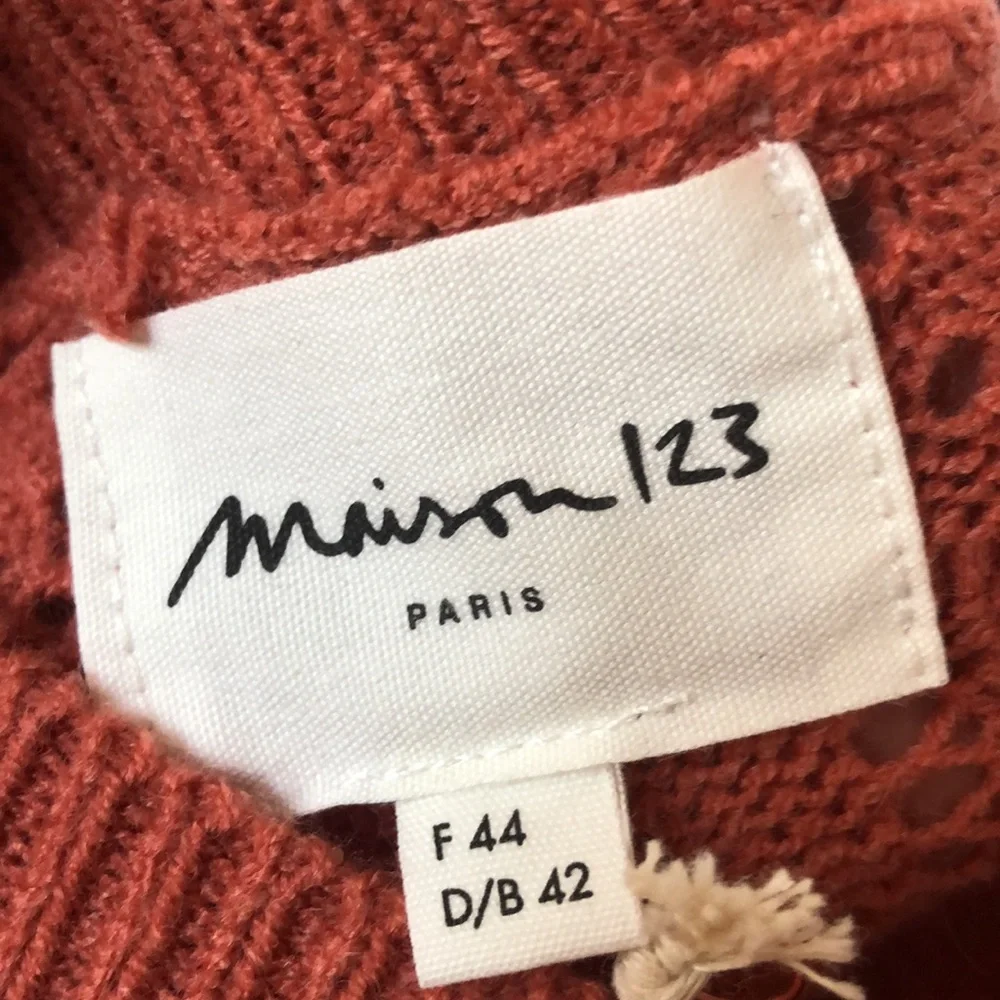 maison 123
PARIS
F 44
D/B 42